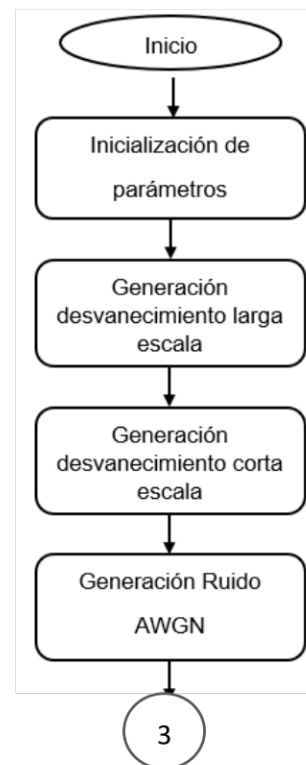 Inicio
Inicialización de
parámetros
Generación
desvanecimiento larga
escala
Generación
desvanecimiento corta
escala
Generación Ruido
AWGN
3